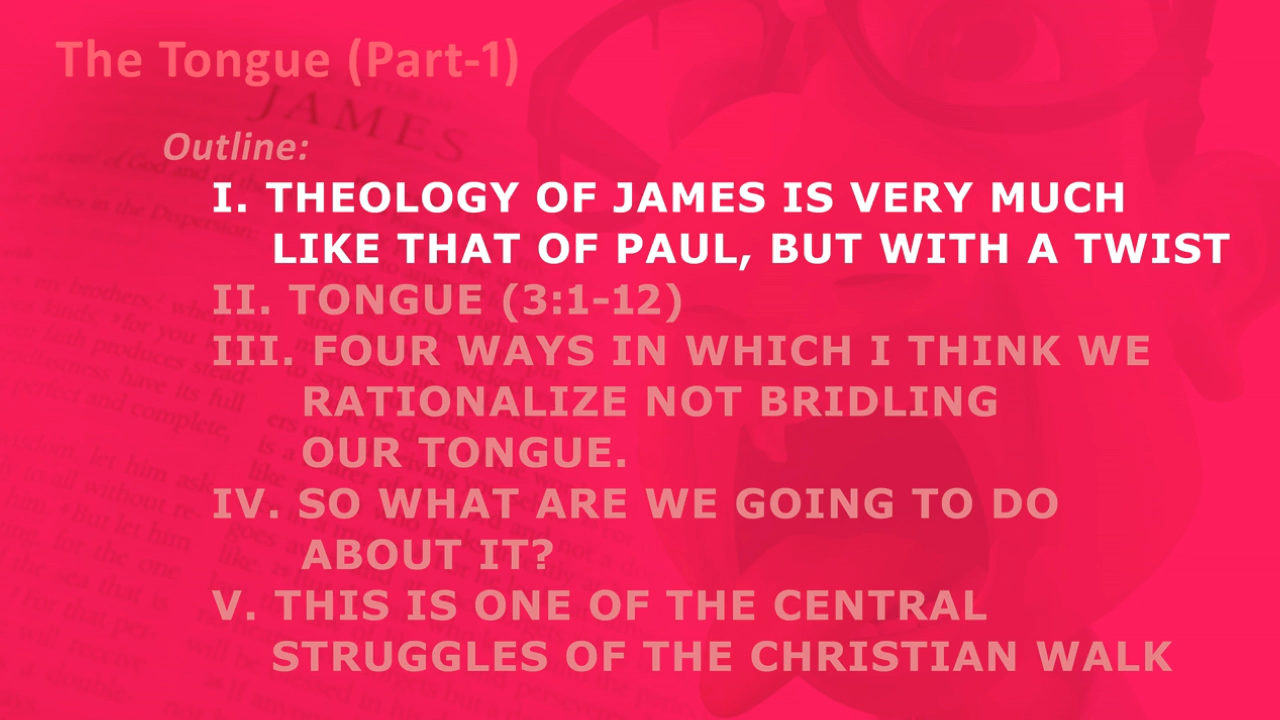 The Tongue (Part-1)
JAMES
Outline:
I. THEOLOGY OF JAMES IS VERY MUCH
LIKE THAT OF PAUL, BUT WITH A TWIST
II. TONGUE (3:1-12)
III. FOUR WAYS IN WHICH I THINK WE
RATIONALIZE NOT BRIDLING
OUR TONGUE.
IV. SO WHAT ARE WE GOING TO DO
ABOUT IT?
V. THIS IS ONE OF THE CENTRAL
STRUGGLES OF THE CHRISTIAN WALK